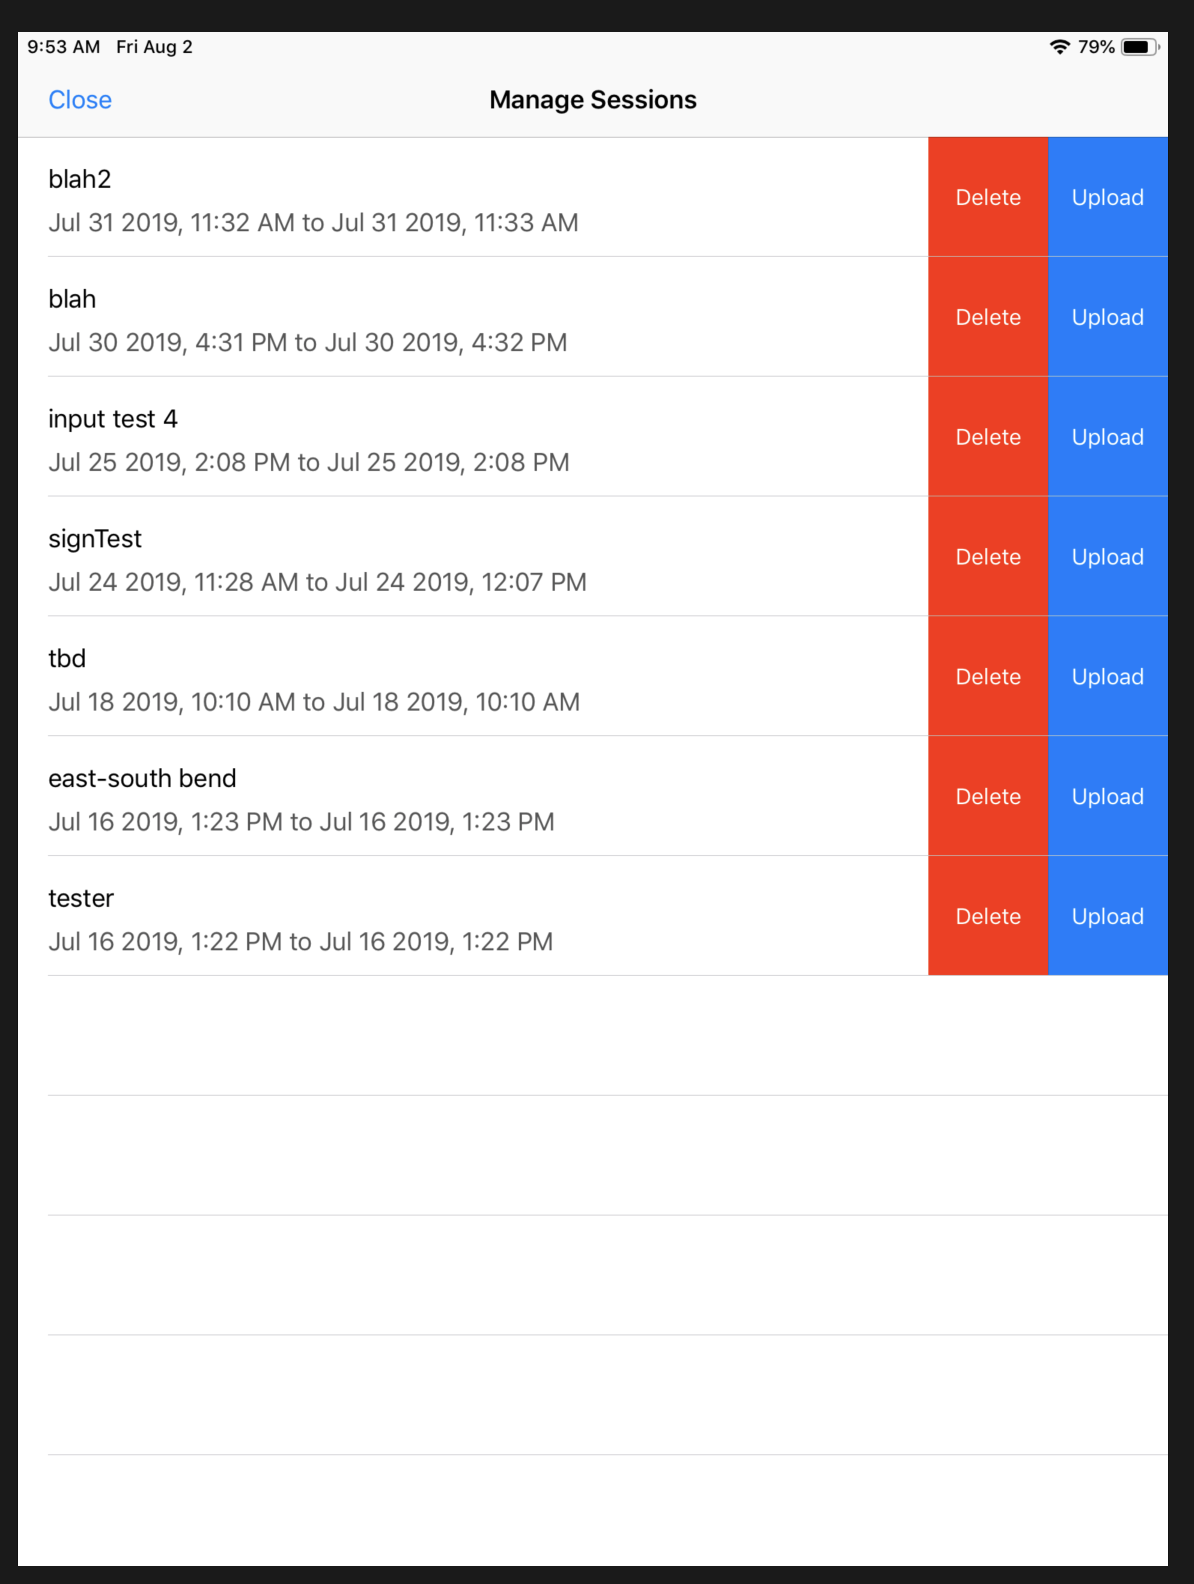 9:53 AM Fri Aug 2 79%
Close Manage Sessions
blah2
Jul 31 2019, 11:32 AM to Jul 31 2019, 11:33 AM
Delete Upload
blah
Jul 30 2019, 4:31 PM to Jul 30 2019, 4:32 PM
Delete Upload
input test 4
Jul 25 2019, 2:08 PM to Jul 25 2019, 2:08 PM
Delete Upload
signTest
Jul 24 2019, 11:28 AM to Jul 24 2019, 12:07 PM
Delete Upload
tbd
Jul 18 2019, 10:10 AM to Jul 18 2019, 10:10 AM
Delete Upload
east-south bend
Jul 16 2019, 1:23 PM to Jul 16 2019, 1:23 PM
Delete Upload
tester
Jul 16 2019, 1:22 PM to Jul 16 2019, 1:22 PM
Delete Upload